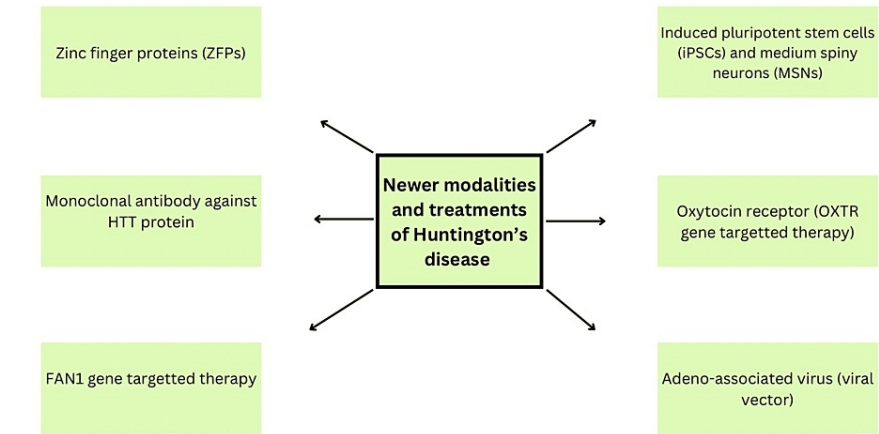 Zinc finger proteins (ZFPs)
Induced pluripotent stem cells
(iPSCs) and medium spiny
neurons (MSNs)
Newer modalities
and treatments
of Huntington's
disease
Monoclonal antibody against
HTT protein
Oxytocin receptor (OXTR
gene targetted therapy)
FAN1 gene targetted therapy
Adeno-associated virus (viral
vector)